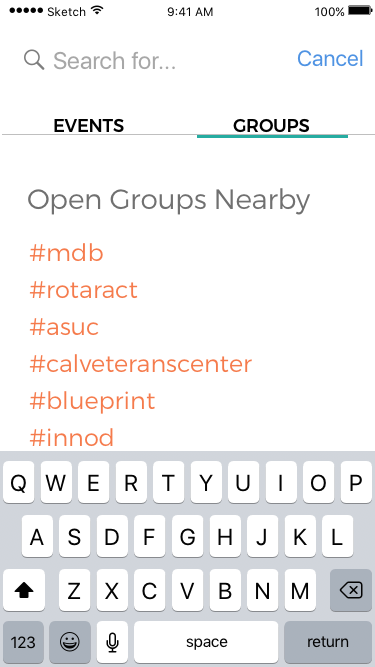 ●●●●● Sketch 9:41 AM 100%
Search for... Cancel
EVENTS GROUPS
Open Groups Nearby
#mdb
#rotaract
#asuc
#calveteranscenter
#blueprint
#innod
Q W E R T Y U I O P
A S D F G H J K L
Z X C V B N M
123 space return